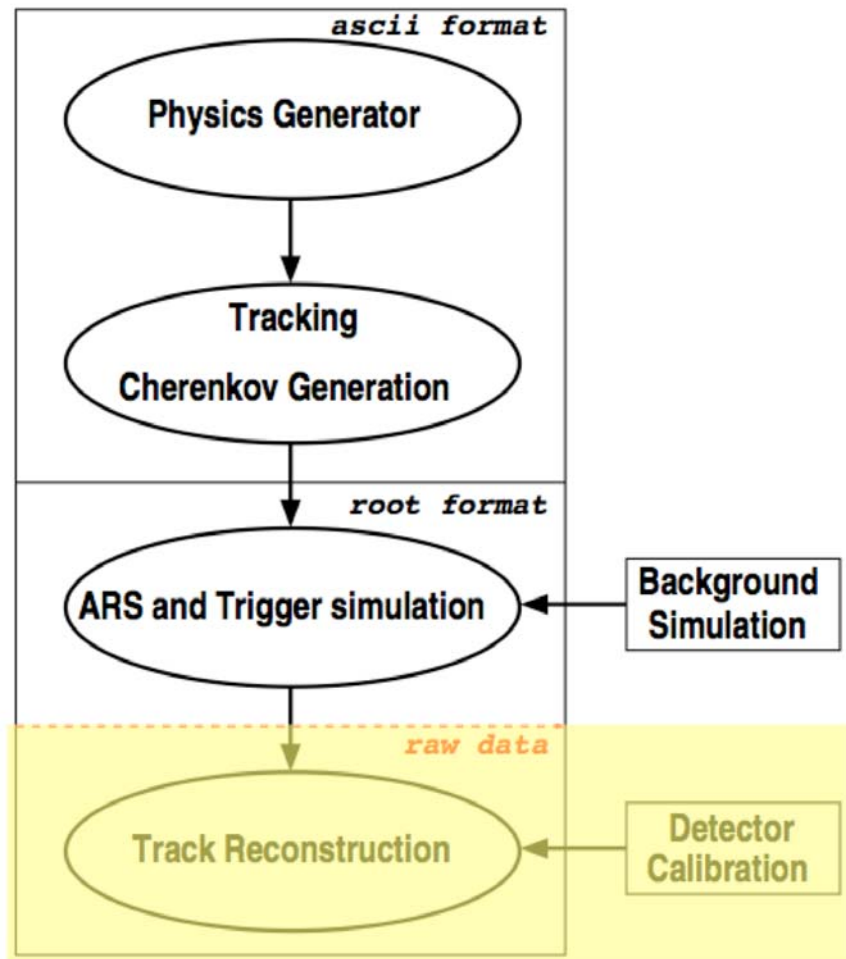 ascii format
Physics Generator
Tracking
Cherenkov Generation
root format
ARS and Trigger simulation
Background
Simulation
raw data
Track Reconstruction
Detector
Calibration